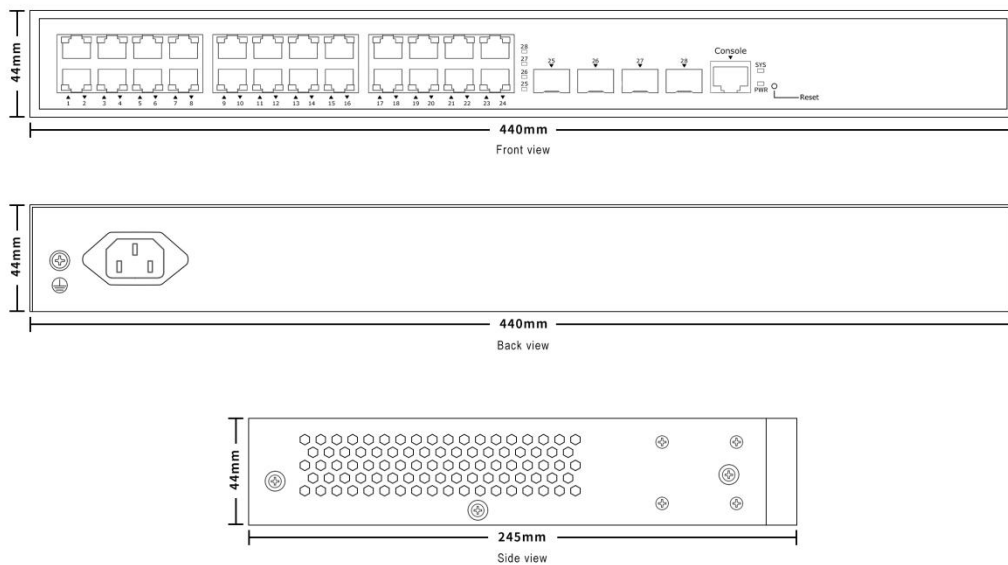 44mm
28
27
26
25
25 26 27 28
Console
SYS
PWR
Reset
1 2 3 4 5 6 7 8 9 10 11 12 13 14 15 16 17 18 19 20 21 22 23 24
440mm
Front view
44mm
440mm
Back view
44mm
245mm
Side view